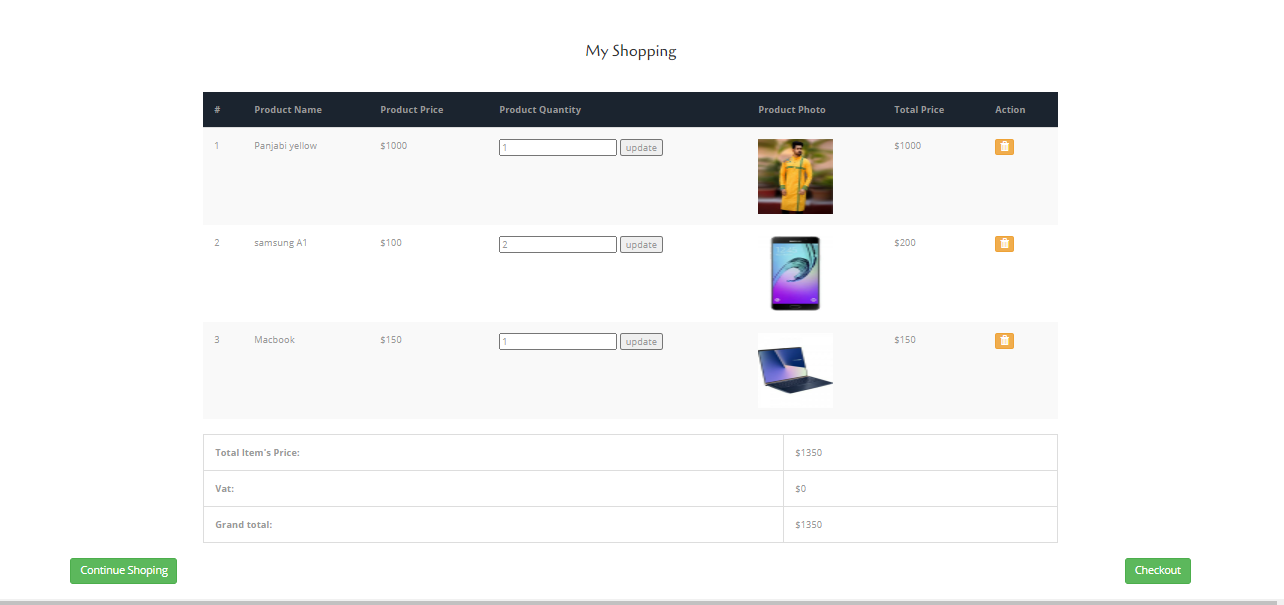 My Shopping
# Product Name Product Price Product Quantity Product Photo Total Price Action
1 Panjabi yellow $1000 1 update $1000
2 samsung A1 $100 2 update $200
3 Macbook $150 1 update $150
Total Item's Price: $1350
Vat: $0
Grand total: $1350
Continue Shoping Checkout